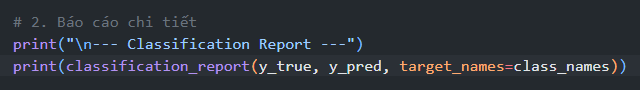 # 2. Báo cáo chi tiết
print("\n--- Classification Report ---")
print(classification_report(y_true, y_pred, target_names=class_names))